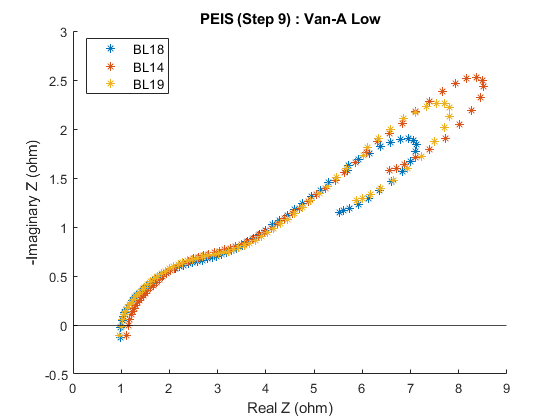 PEIS (Step 9) : Van-A Low
BL18
BL14
BL19
3
2.5
2
1.5
1
0.5
0
-0.5
-Imaginary Z (ohm)
0 1 2 3 4 5 6 7 8 9
Real Z (ohm)